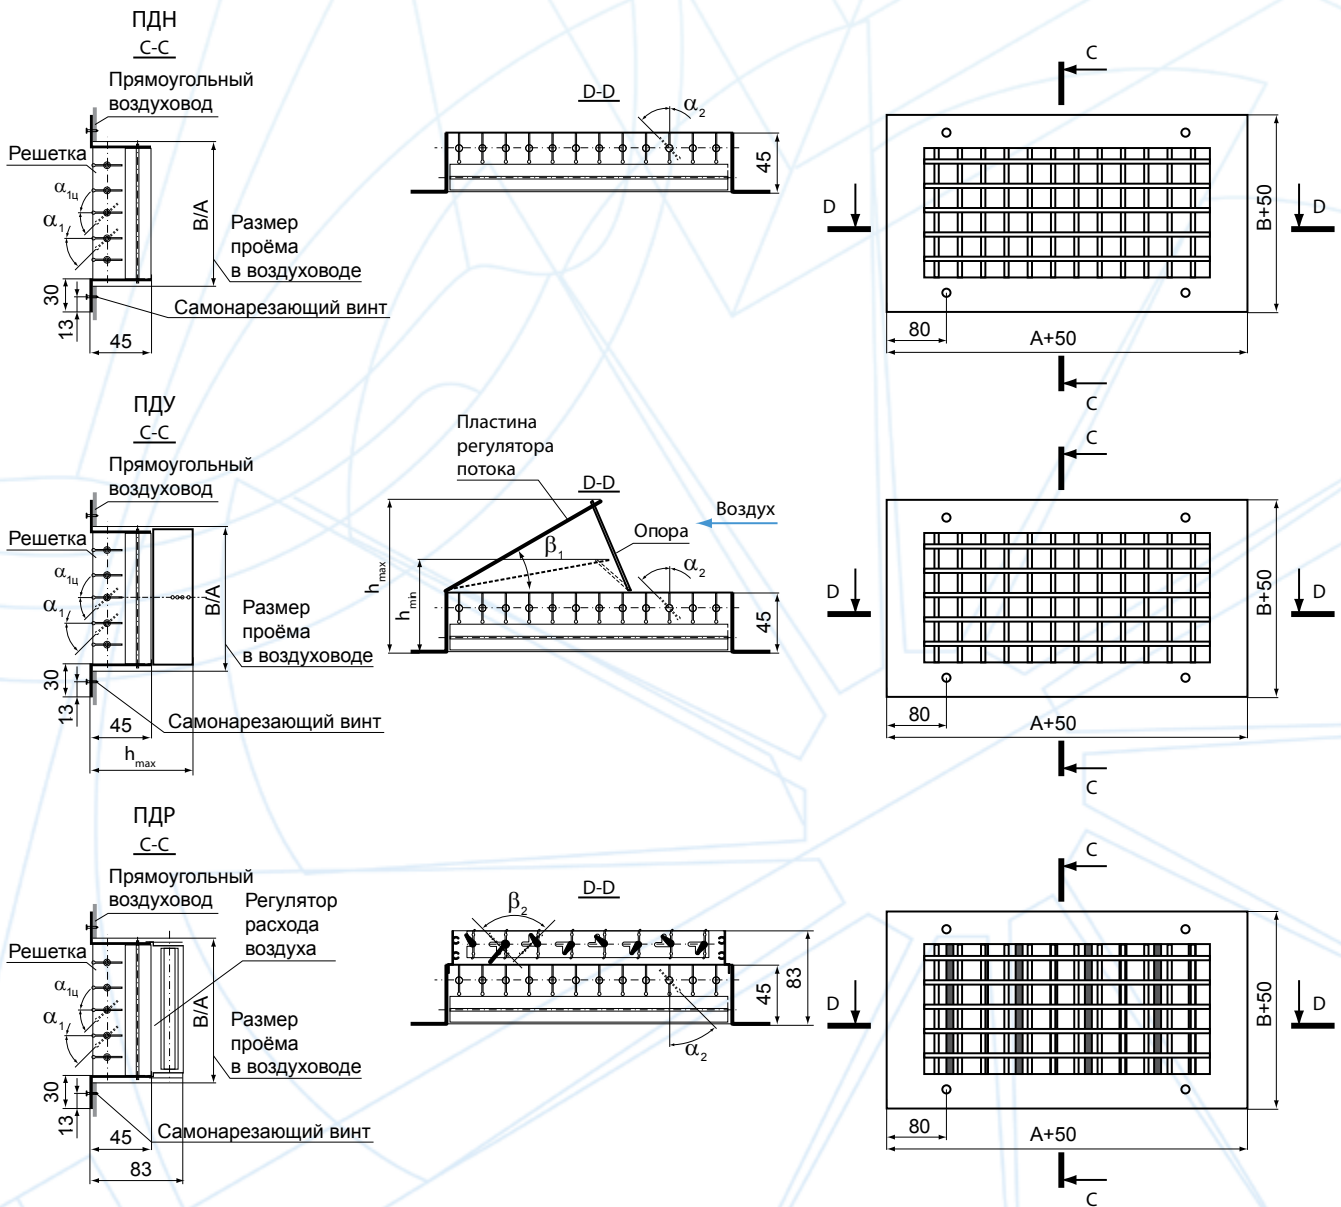 ПДН
C-C
Прямоугольный
воздуховод
Решетка
α1ц
α1
B/A
Размер
проёма
в воздуховоде
30
13
Самонарезающий винт
45
D-D
α2
45
C
D
D
B+50
80
A+50
C
ПДУ
C-C
Прямоугольный
воздуховод
Решетка
α1ц
α1
B/A
Размер
проёма
в воздуховоде
30
13
Самонарезающий винт
45
hmax
Пластина
регулятора
потока
D-D
Воздух
Опора
β1
α2
hmax
hmin
45
C
D
D
B+50
80
A+50
C
ПДР
C-C
Прямоугольный
воздуховод
Регулятор
расхода
воздуха
Решетка
α1ц
α1
B/A
Размер
проёма
в воздуховоде
30
13
Самонарезающий винт
45
83
D-D
β2
45
83
α2
C
D
D
B+50
80
A+50
C